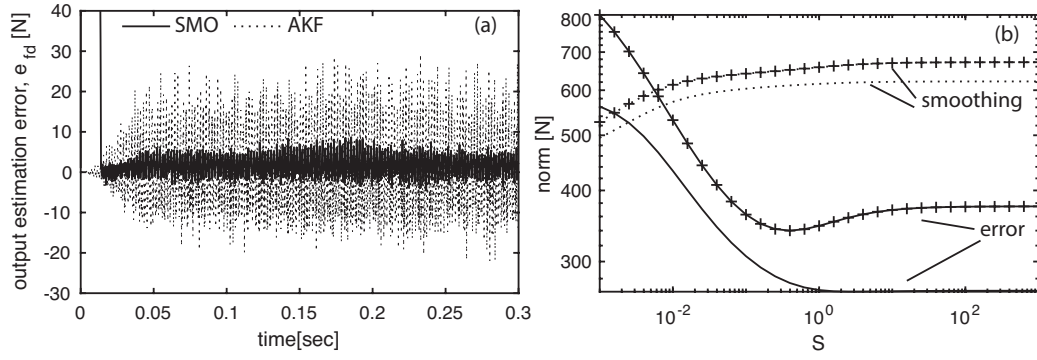 SMO AKF (a)
output estimation error, e_fd [N]
40
30
20
10
0
-10
-20
-30
0 0.05 0.1 0.15 0.2 0.25 0.3
time[sec]
(b)
norm [N]
800
700
600
500
400
300
smoothing
error
10^-2 10^0 10^2
S